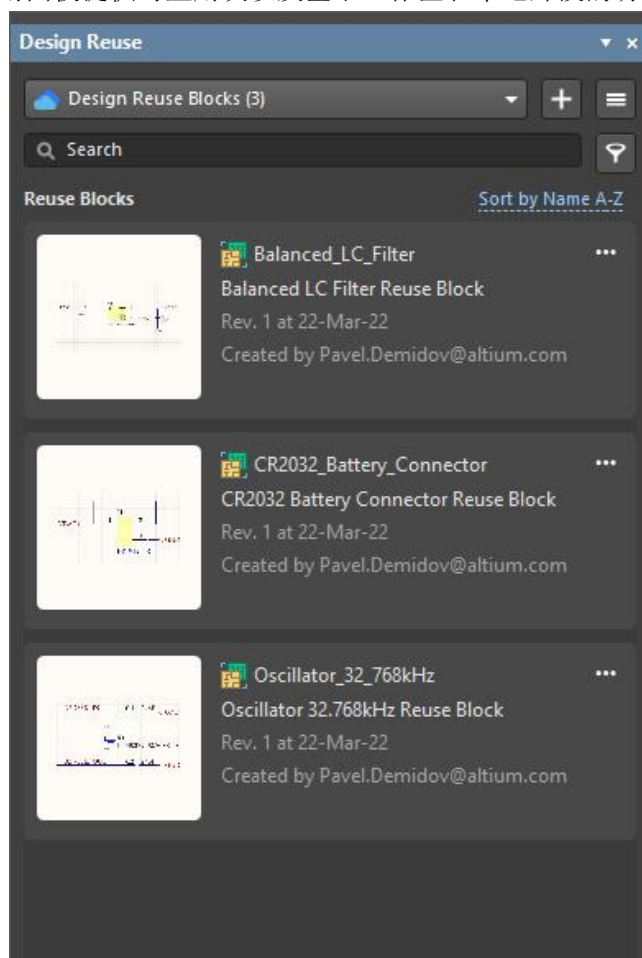 Design Reuse
Design Reuse Blocks (3)
Search
Reuse Blocks
Sort by Name A-Z
Balanced_LC_Filter
Balanced LC Filter Reuse Block
Rev. 1 at 22-Mar-22
Created by Pavel.Demidov@altium.com
CR2032_Battery_Connector
CR2032 Battery Connector Reuse Block
Rev. 1 at 22-Mar-22
Created by Pavel.Demidov@altium.com
Oscillator_32_768kHz
Oscillator 32.768kHz Reuse Block
Rev. 1 at 22-Mar-22
Created by Pavel.Demidov@altium.com